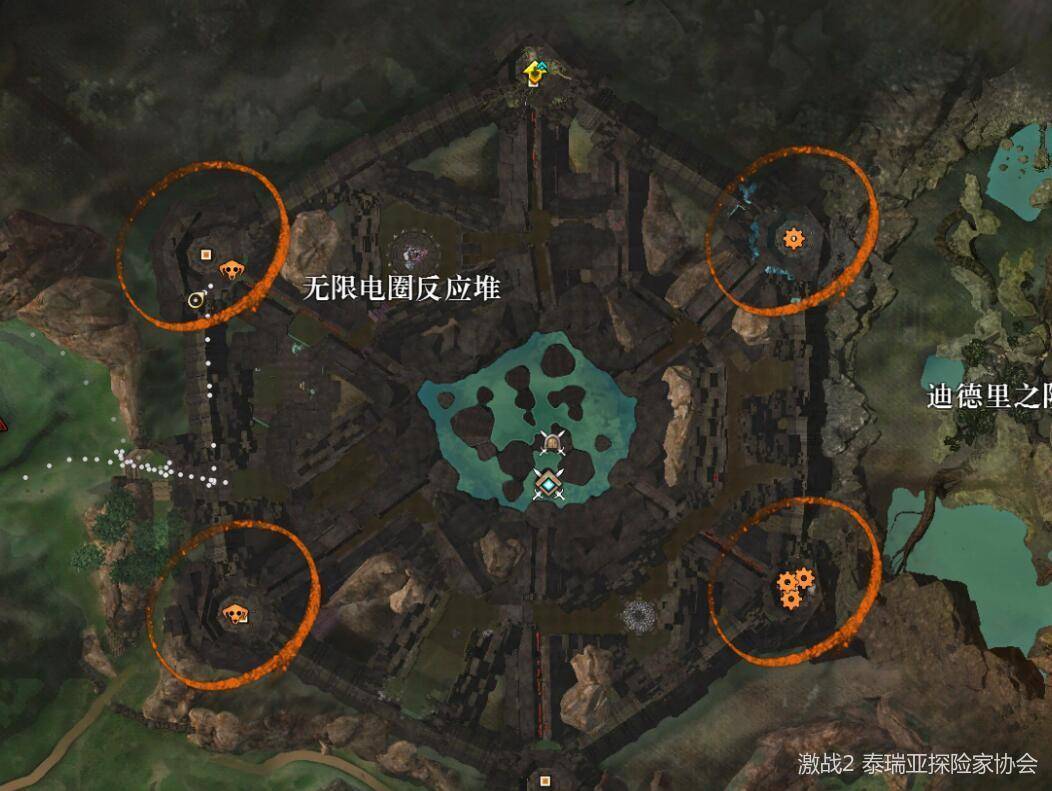 无限电圈反应堆
迪德里之
激战2 泰瑞亚探险家协会